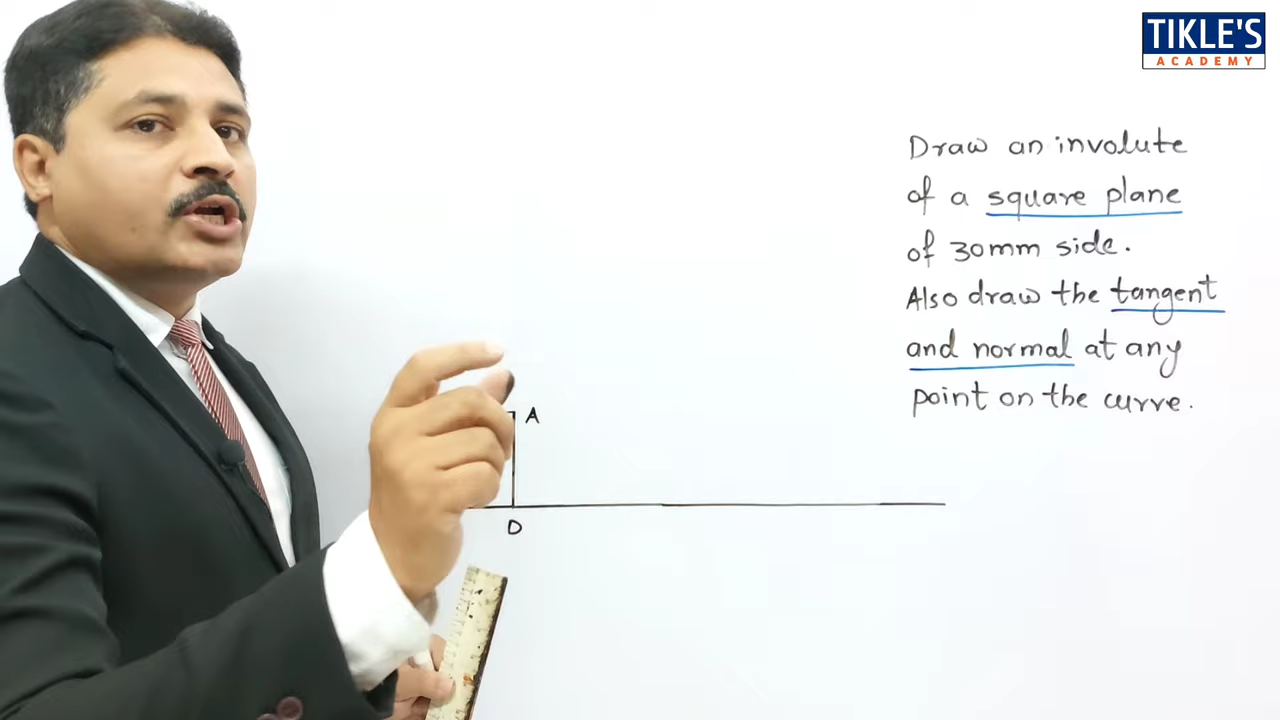 TIKLE'S
ACADEMY
Draw an involute
of a square plane
of 30mm side.
Also draw the tangent
and normal at any
point on the curve.
A
D